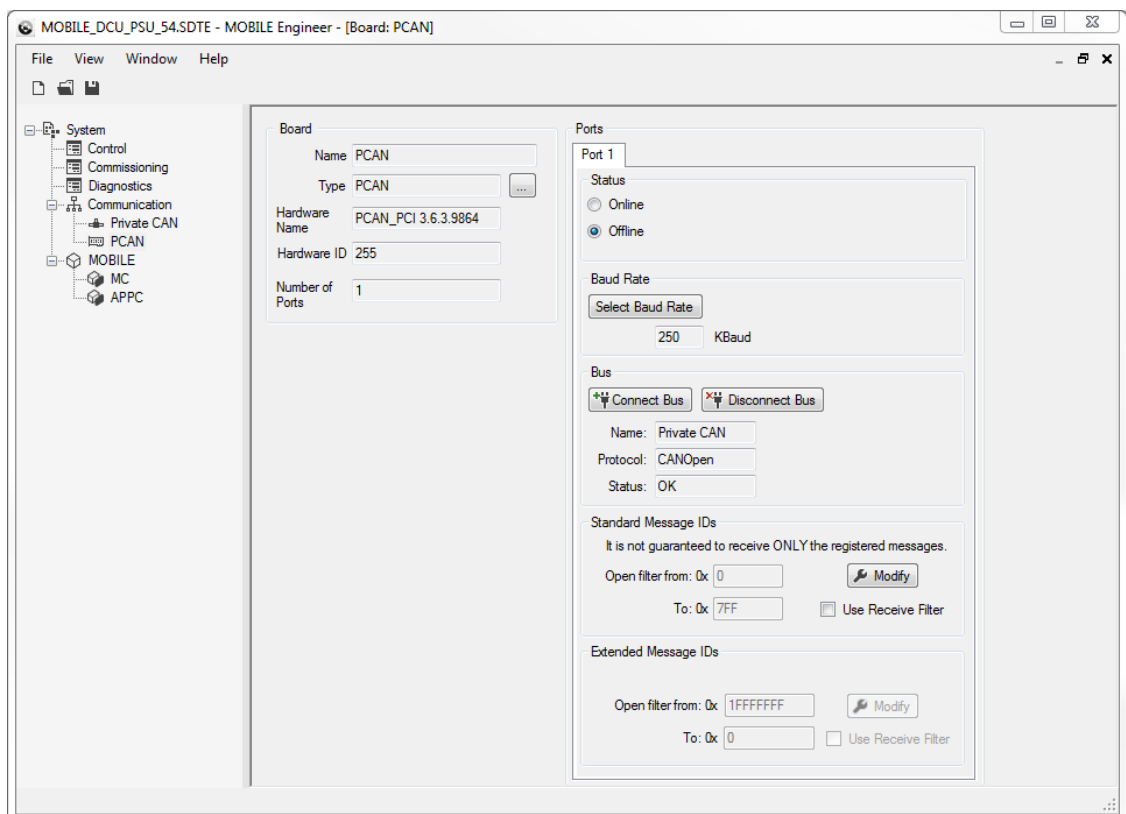 MOBILE_DCU_PSU_54.SDTE - MOBILE Engineer - [Board: PCAN]
File View Window Help
System
Control
Commissioning
Diagnostics
Communication
Private CAN
PCAN
MOBILE
MC
APPC
Board
Name PCAN
Type PCAN ...
Hardware Name PCAN_PCI 3.6.3.9864
Hardware ID 255
Number of Ports 1
Ports
Port 1
Status
Online
Offline
Baud Rate
Select Baud Rate
250 KBaud
Bus
Connect Bus Disconnect Bus
Name: Private CAN
Protocol: CANOpen
Status: OK
Standard Message IDs
It is not guaranteed to receive ONLY the registered messages.
Open filter from: 0x 0 Modify
To: 0x 7FF Use Receive Filter
Extended Message IDs
Open filter from: 0x 1FFFFFFF Modify
To: 0x 0 Use Receive Filter